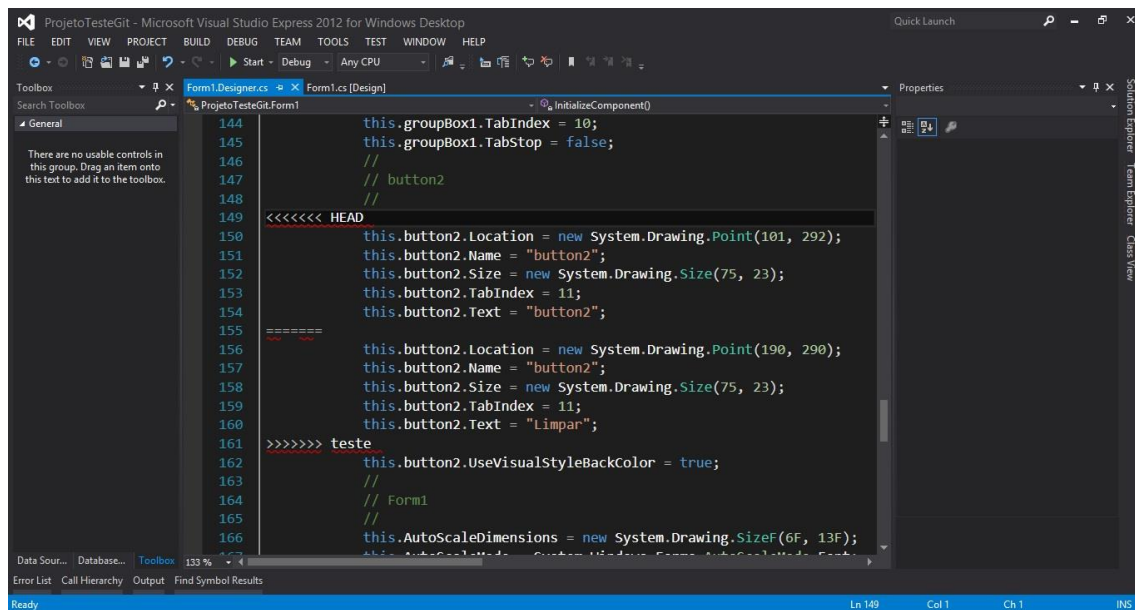 ProjetoTesteGit - Microsoft Visual Studio Express 2012 for Windows Desktop
Quick Launch
FILE EDIT VIEW PROJECT BUILD DEBUG TEAM TOOLS TEST WINDOW HELP
Start Debug Any CPU
Toolbox
Search Toolbox
General
There are no usable controls in
this group. Drag an item onto
this text to add it to the toolbox.
Form1.Designer.cs Form1.cs [Design]
ProjetoTesteGit.Form1 InitializeComponent()
144 this.groupBox1.TabIndex = 10;
145 this.groupBox1.TabStop = false;
146 //
147 // button2
148 //
149 <<<<<<< HEAD
150 this.button2.Location = new System.Drawing.Point(101, 292);
151 this.button2.Name = "button2";
152 this.button2.Size = new System.Drawing.Size(75, 23);
153 this.button2.TabIndex = 11;
154 this.button2.Text = "button2";
155 =======
156 this.button2.Location = new System.Drawing.Point(190, 290);
157 this.button2.Name = "button2";
158 this.button2.Size = new System.Drawing.Size(75, 23);
159 this.button2.TabIndex = 11;
160 this.button2.Text = "Limpar";
161 >>>>>>> teste
162 this.button2.UseVisualStyleBackColor = true;
163 //
164 // Form1
165 //
166 this.AutoScaleDimensions = new System.Drawing.SizeF(6F, 13F);
Properties
Solution Explorer
Team Explorer
Class View
Data Sour... Database... Toolbox
133 %
Error List Call Hierarchy Output Find Symbol Results
Ready Ln 149 Col 1 Ch 1 INS